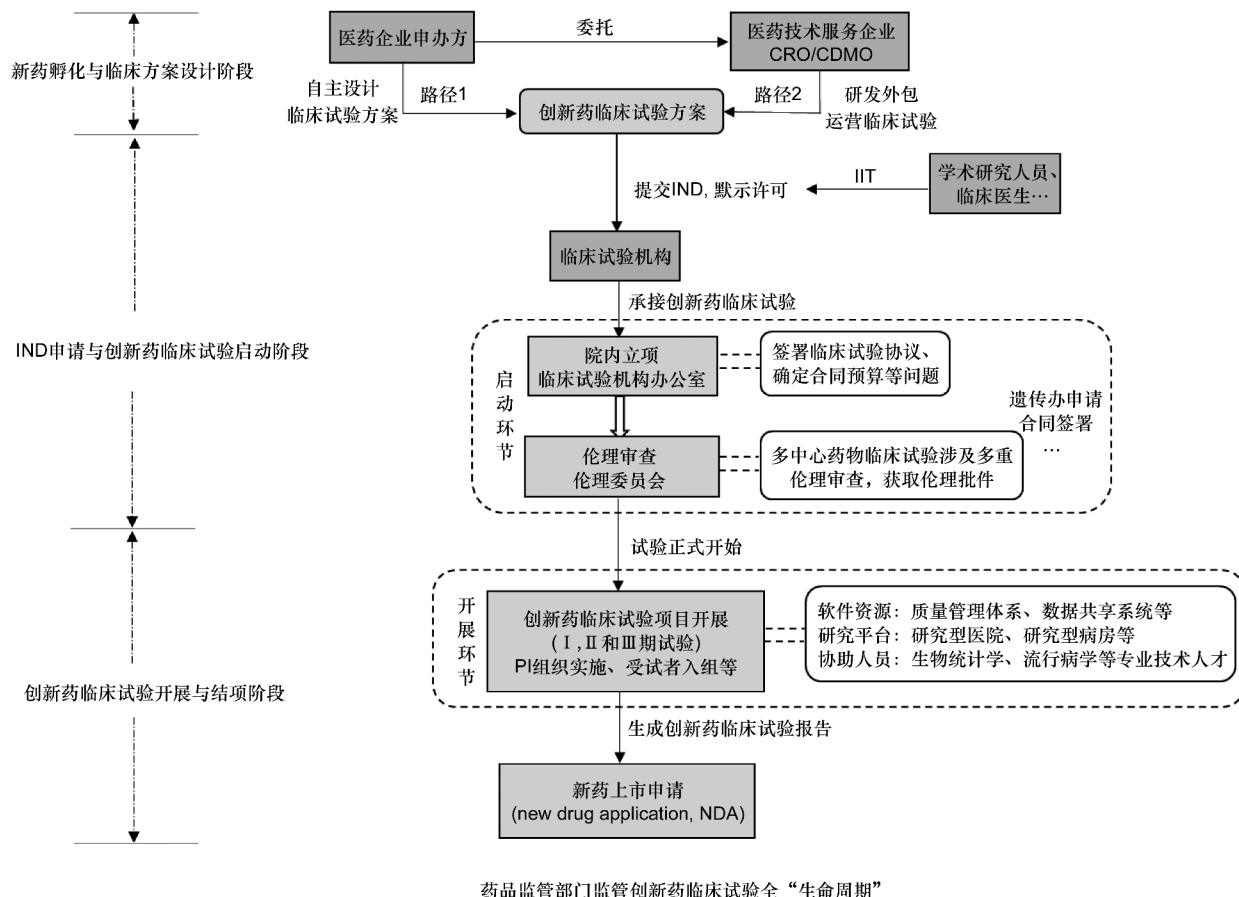 医药企业申办方
委托
医药技术服务企业
CRO/CDMO
新药孵化与临床方案设计阶段
自主设计
临床试验方案
路径1
创新药临床试验方案
路径2
研发外包
运营临床试验
提交IND, 默示许可
IIT
学术研究人员、
临床医生…
临床试验机构
承接创新药临床试验
IND申请与创新药临床试验启动阶段
启动环节
院内立项
临床试验机构办公室
签署临床试验协议、
确定合同预算等问题
遗传办申请
合同签署
…
伦理审查
伦理委员会
多中心药物临床试验涉及多重
伦理审查，获取伦理批件
试验正式开始
创新药临床试验开展与结项阶段
开展环节
创新药临床试验项目开展
(Ⅰ,Ⅱ和Ⅲ期试验)
PI组织实施、受试者入组等
软件资源：质量管理体系、数据共享系统等
研究平台：研究型医院、研究型病房等
协助人员：生物统计学、流行病学等专业技术人才
生成创新药临床试验报告
新药上市申请
(new drug application, NDA)
药品监管部门监管创新药临床试验全“生命周期”